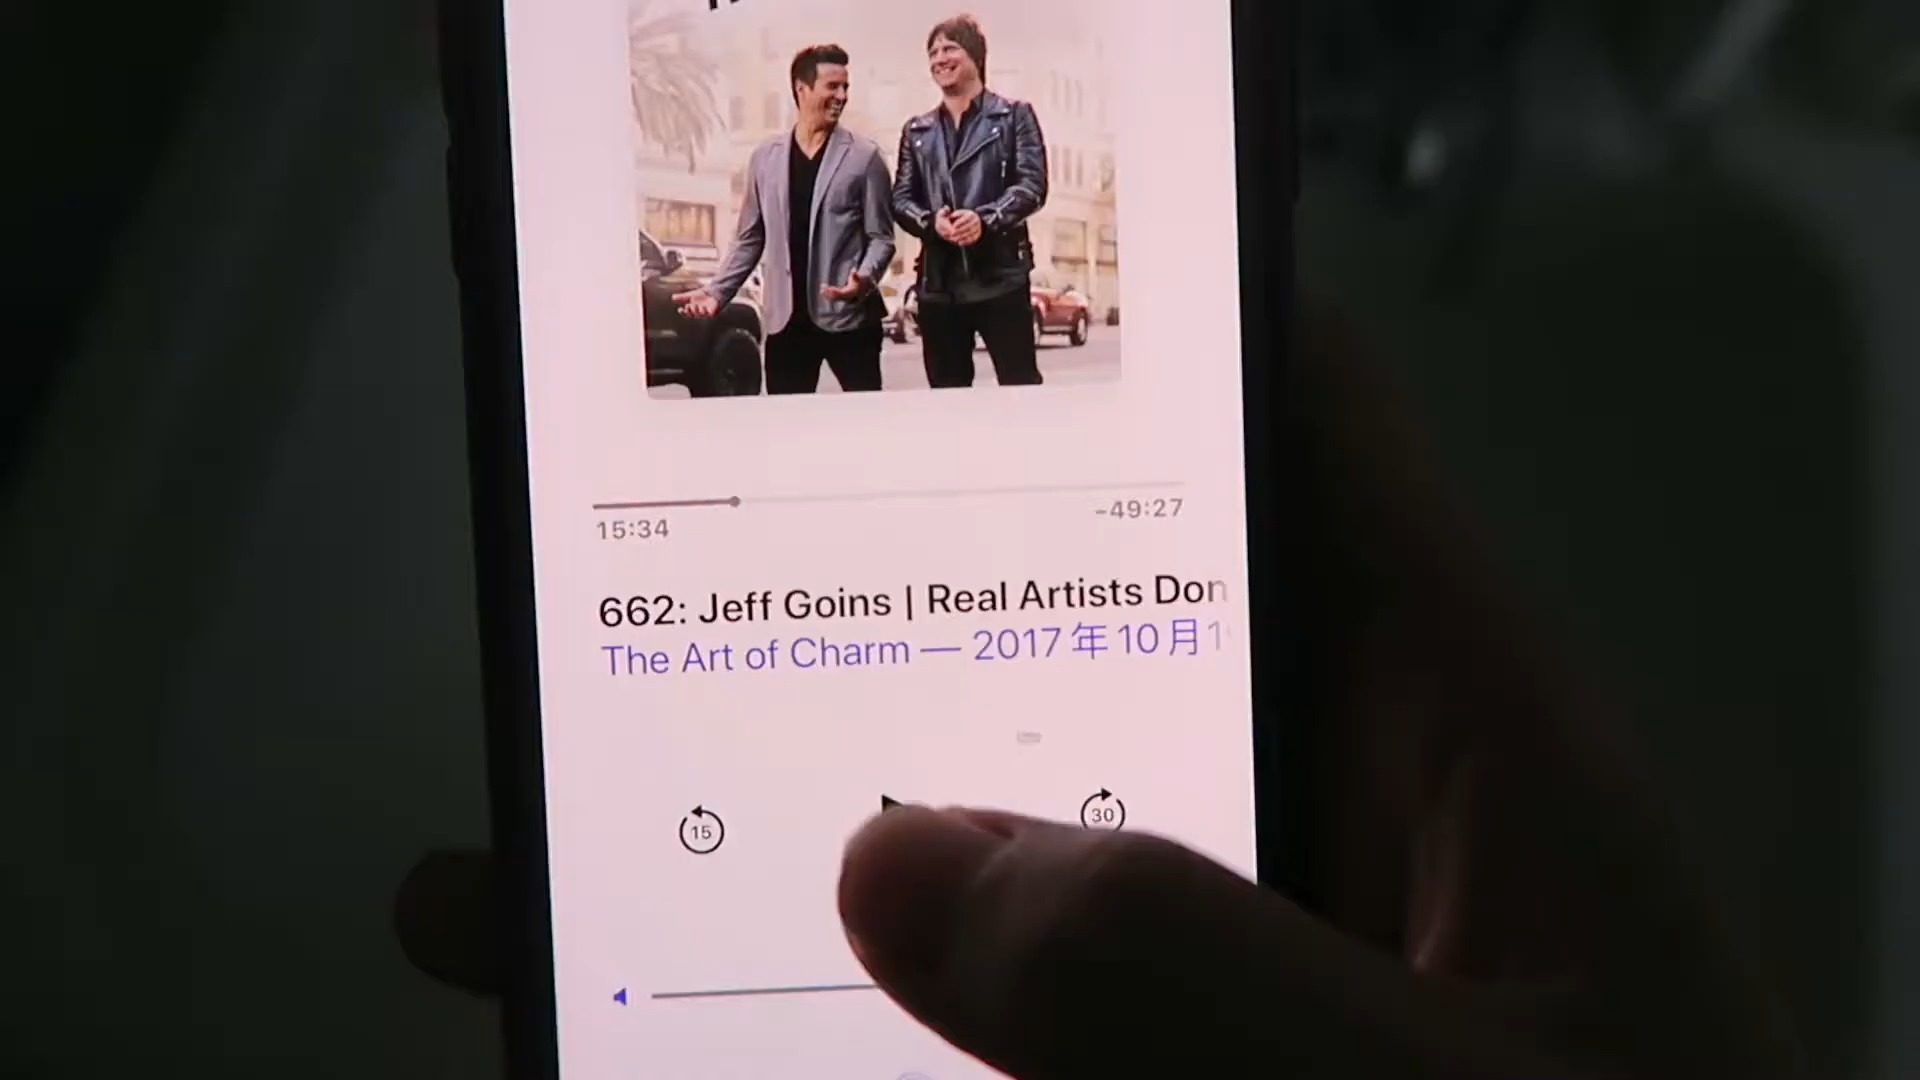 15:34
-49:27
662: Jeff Goins | Real Artists Don
The Art of Charm — 2017年10月1
15
30